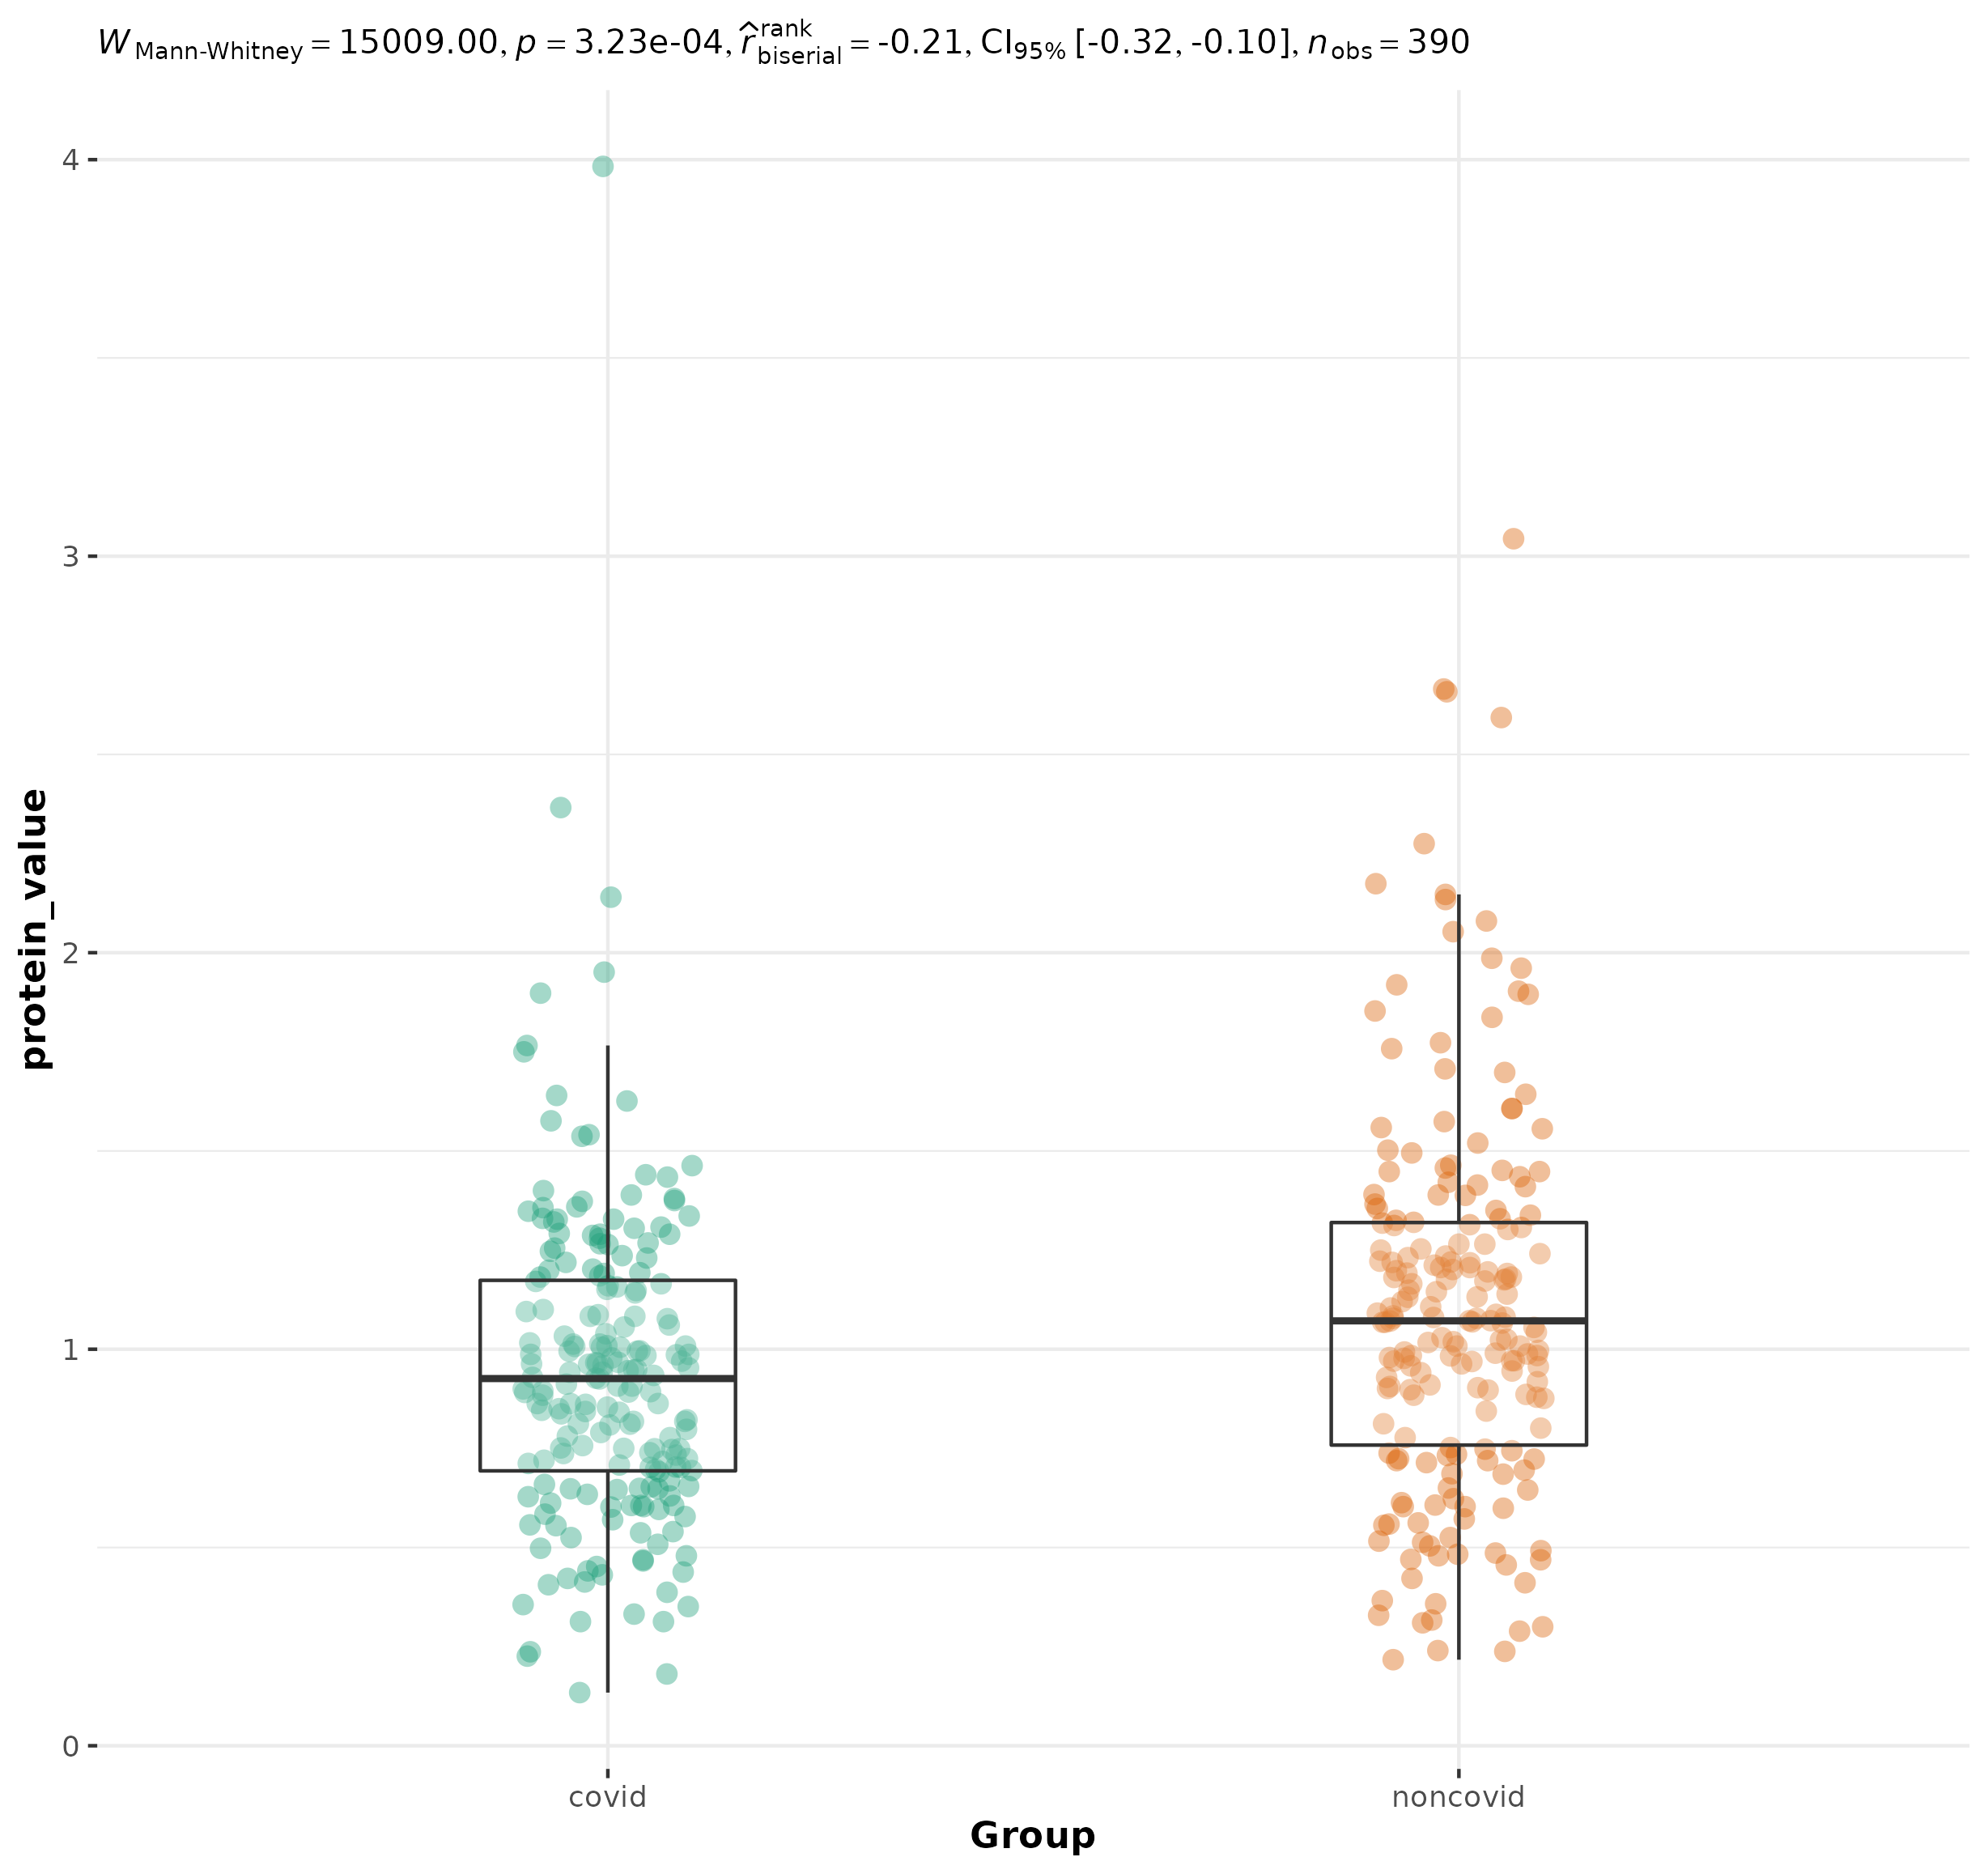 W Mann-Whitney = 15009.00, p = 3.23e-04, r̂ rank biserial = -0.21, CI95% [-0.32, -0.10], nobs = 390
4
3
2
1
0
protein_value
covid noncovid
Group